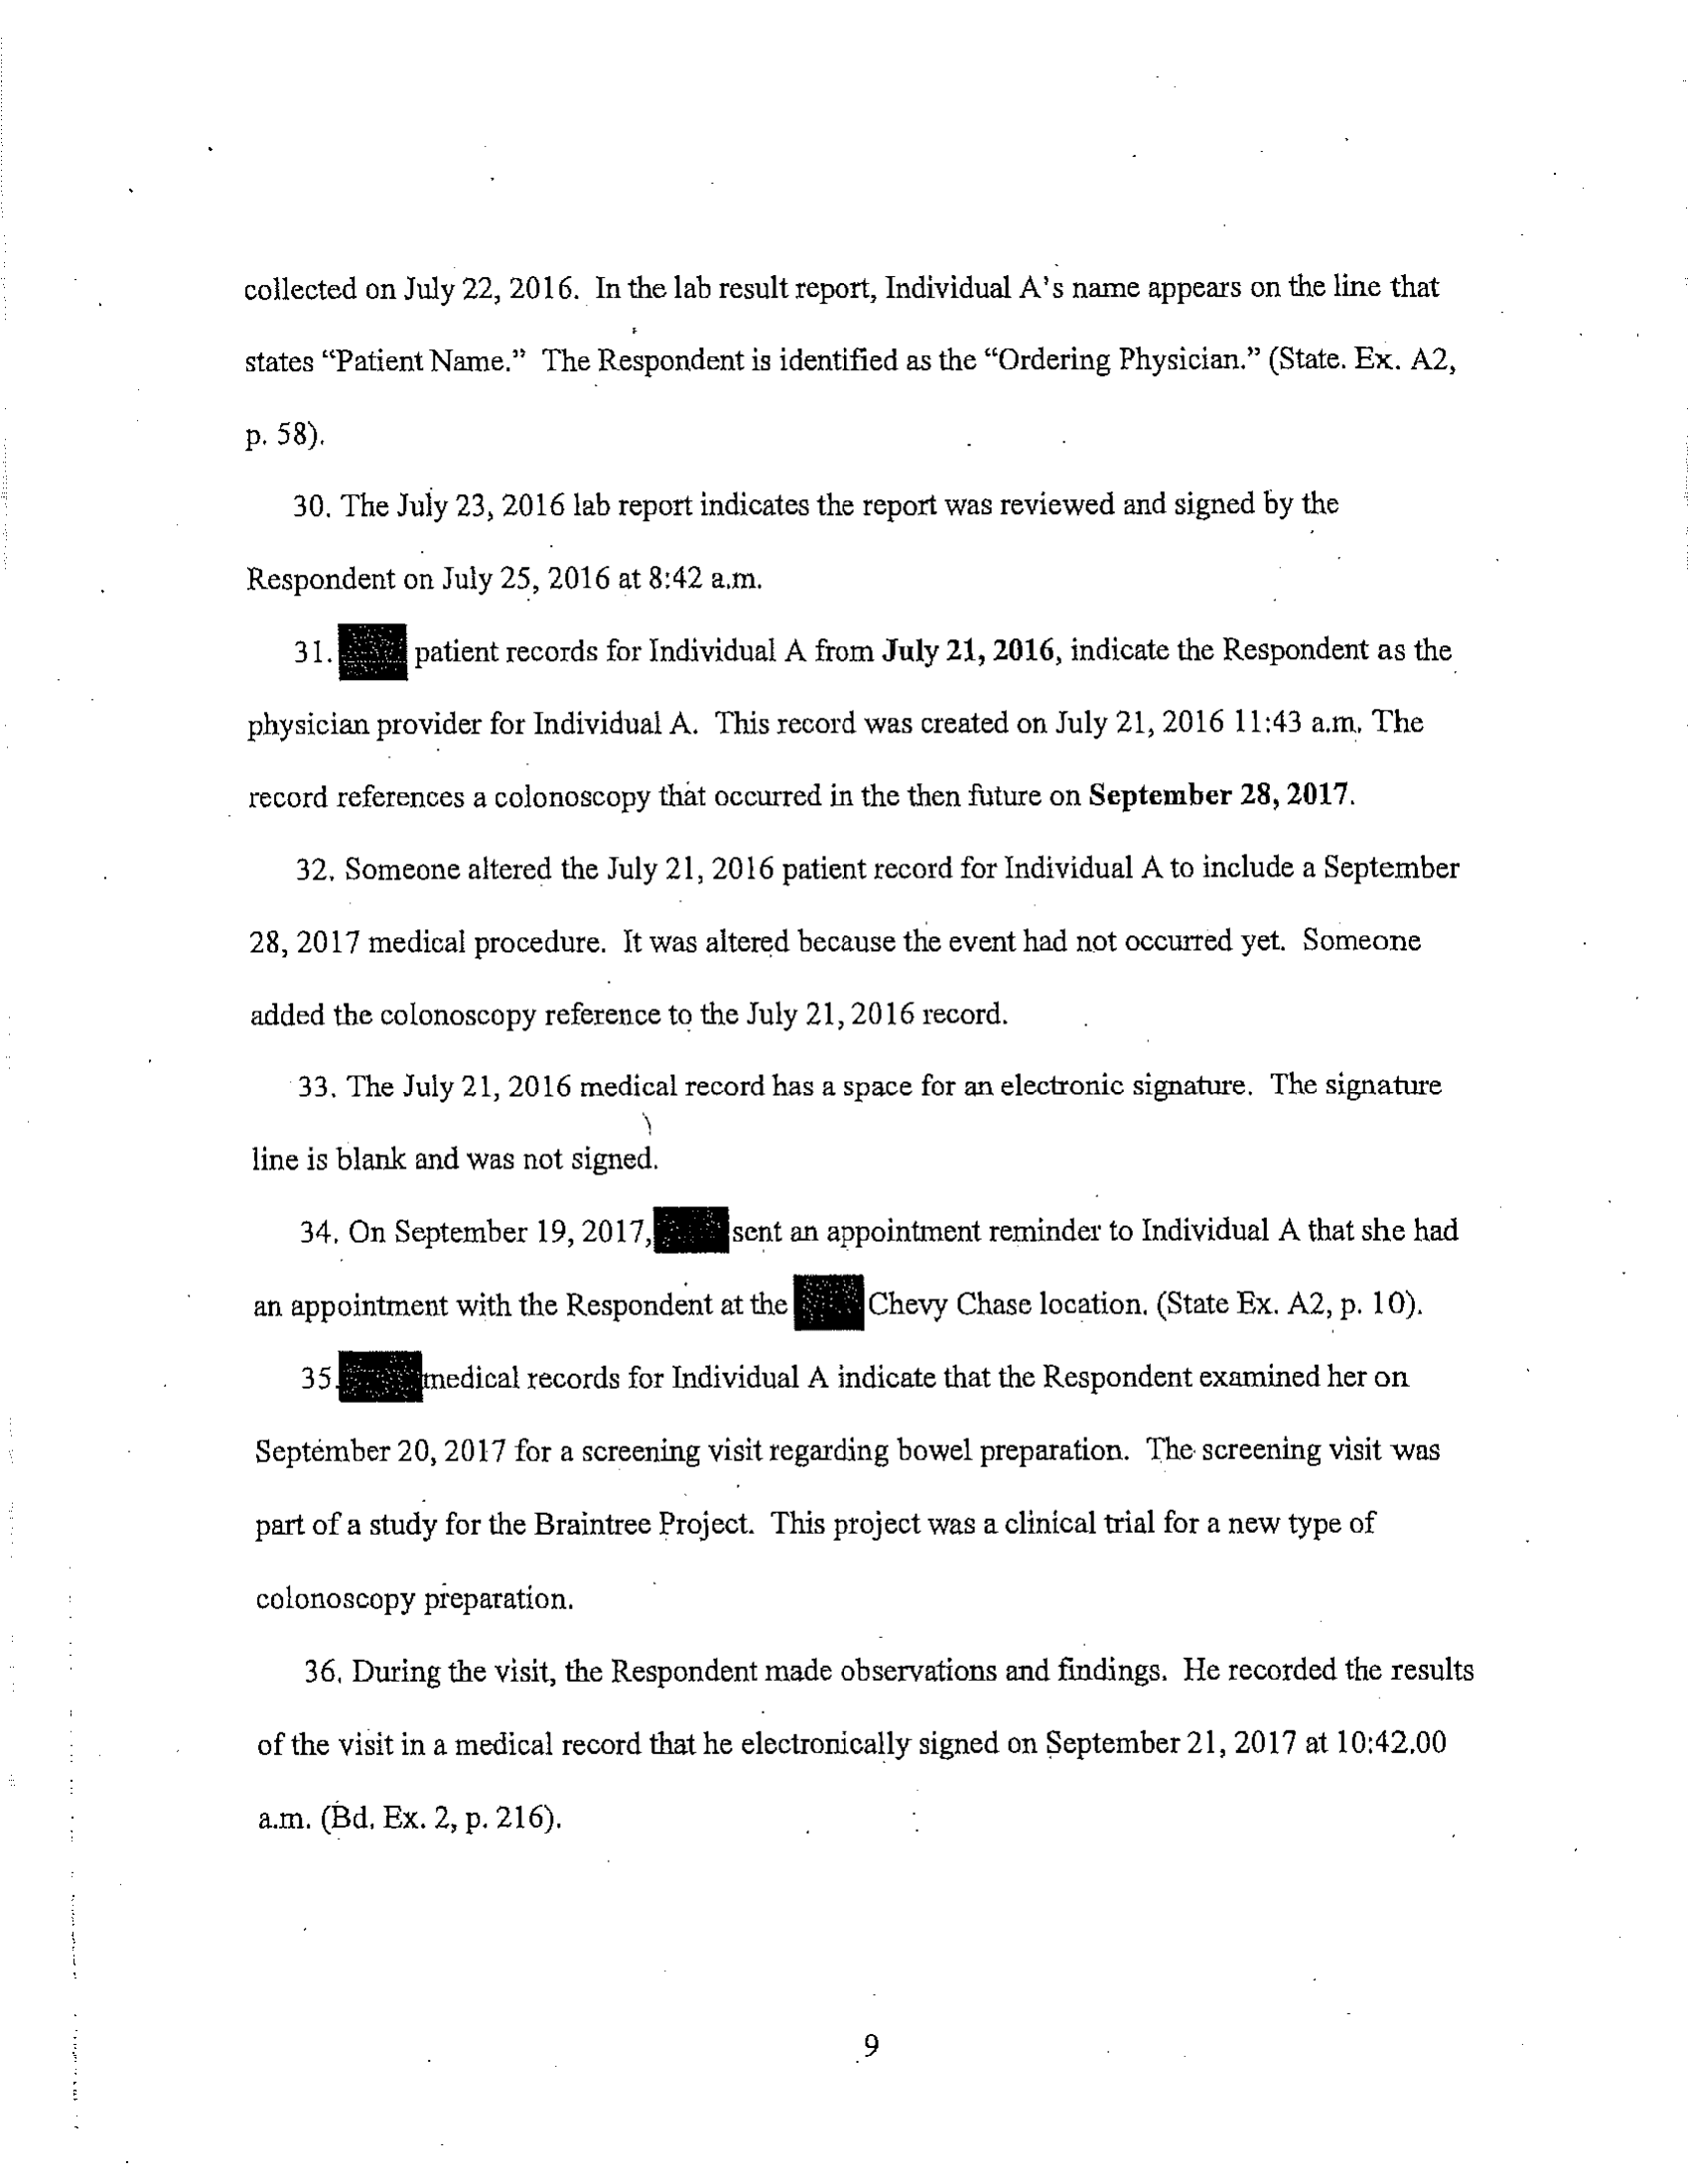 collected on July 22, 2016. In the lab result report, Individual A's name appears on the line that
states “Patient Name.” The Respondent is identified as the “Ordering Physician.” (State. Ex. A2,
p. 58).
30. The July 23, 2016 lab report indicates the report was reviewed and signed by the
Respondent on July 25, 2016 at 8:42 a.m.
31. patient records for Individual A from July 21, 2016, indicate the Respondent as the
physician provider for Individual A. This record was created on July 21, 2016 11:43 a.m. The
record references a colonoscopy that occurred in the then future on September 28, 2017.
32. Someone altered the July 21, 2016 patient record for Individual A to include a September
28, 2017 medical procedure. It was altered because the event had not occurred yet. Someone
added the colonoscopy reference to the July 21, 2016 record.
33. The July 21, 2016 medical record has a space for an electronic signature. The signature
line is blank and was not signed.
34. On September 19, 2017, sent an appointment reminder to Individual A that she had
an appointment with the Respondent at the Chevy Chase location. (State Ex. A2, p. 10).
35. medical records for Individual A indicate that the Respondent examined her on
September 20, 2017 for a screening visit regarding bowel preparation. The screening visit was
part of a study for the Braintree Project. This project was a clinical trial for a new type of
colonoscopy preparation.
36. During the visit, the Respondent made observations and findings. He recorded the results
of the visit in a medical record that he electronically signed on September 21, 2017 at 10:42.00
a.m. (Bd. Ex. 2, p. 216).
9